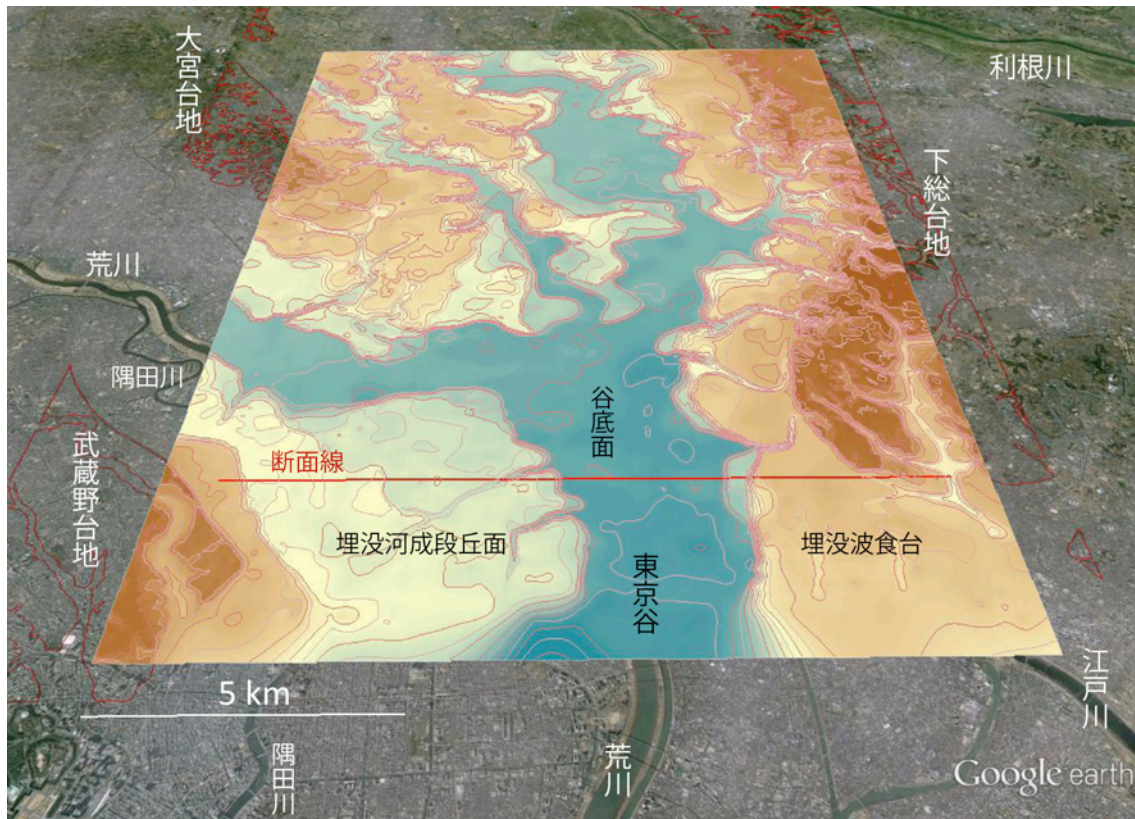 大宮台地
利根川
下総台地
荒川
隅田川
谷底面
武蔵野台地
断面線
埋没河成段丘面
埋没波食台
東京谷
江戸川
5 km
隅田川
荒川
Google earth